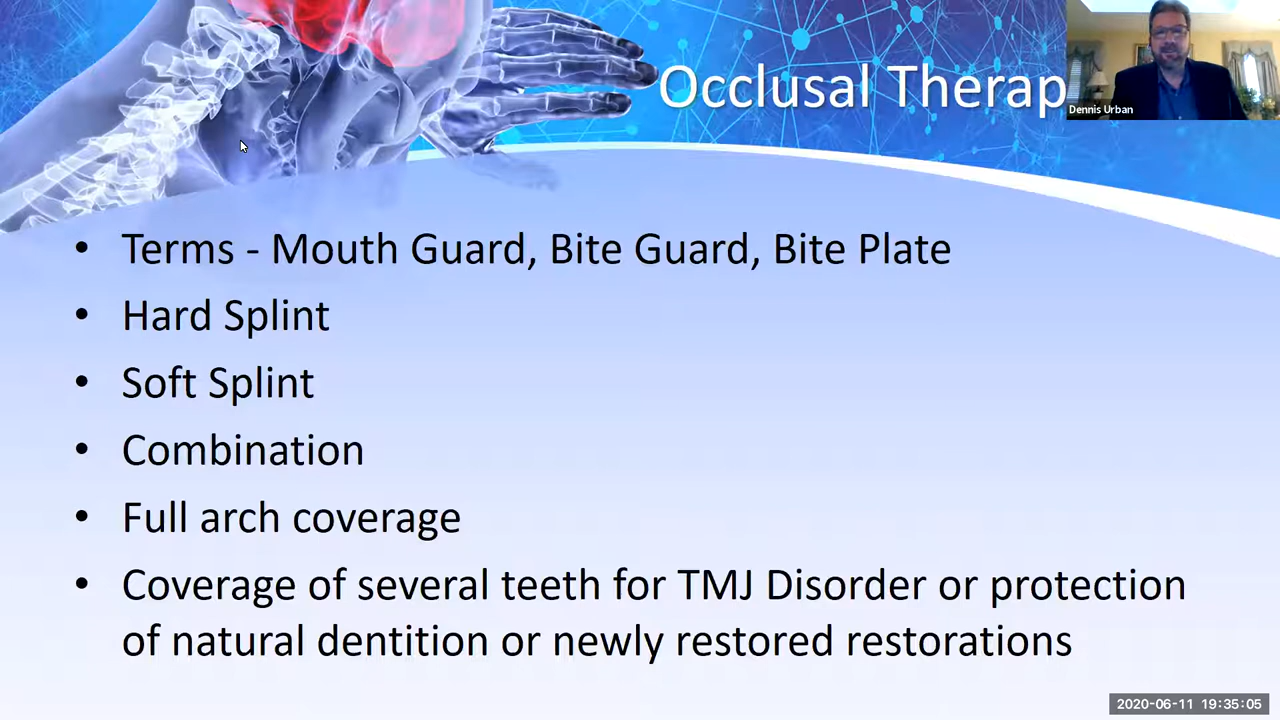 Occlusal Therap
Dennis Urban
• Terms - Mouth Guard, Bite Guard, Bite Plate
• Hard Splint
• Soft Splint
• Combination
• Full arch coverage
• Coverage of several teeth for TMJ Disorder or protection
of natural dentition or newly restored restorations
2020-06-11 19:35:05